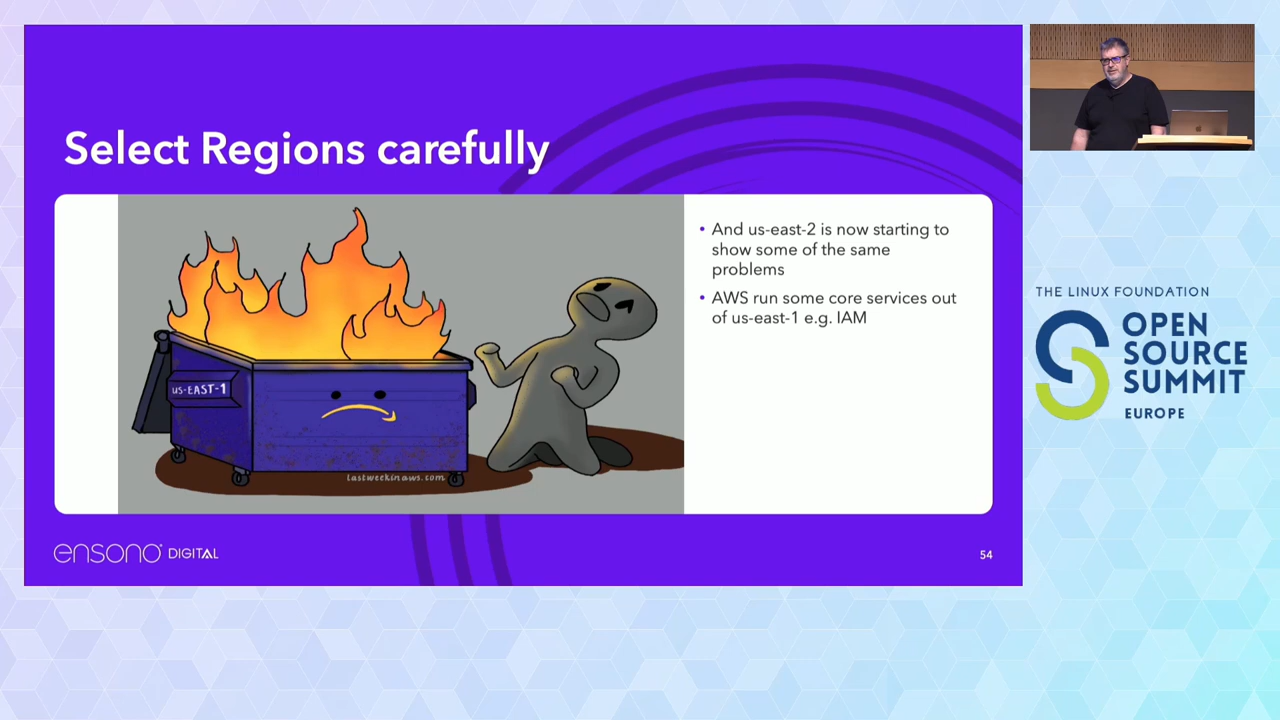 Select Regions carefully
• And us-east-2 is now starting to
show some of the same
problems
• AWS run some core services out
of us-east-1 e.g. IAM
US-EAST-1
lastweekinaws.com
ensono DIGITAL
54
THE LINUX FOUNDATION
OPEN
SOURCE
SUMMIT
EUROPE